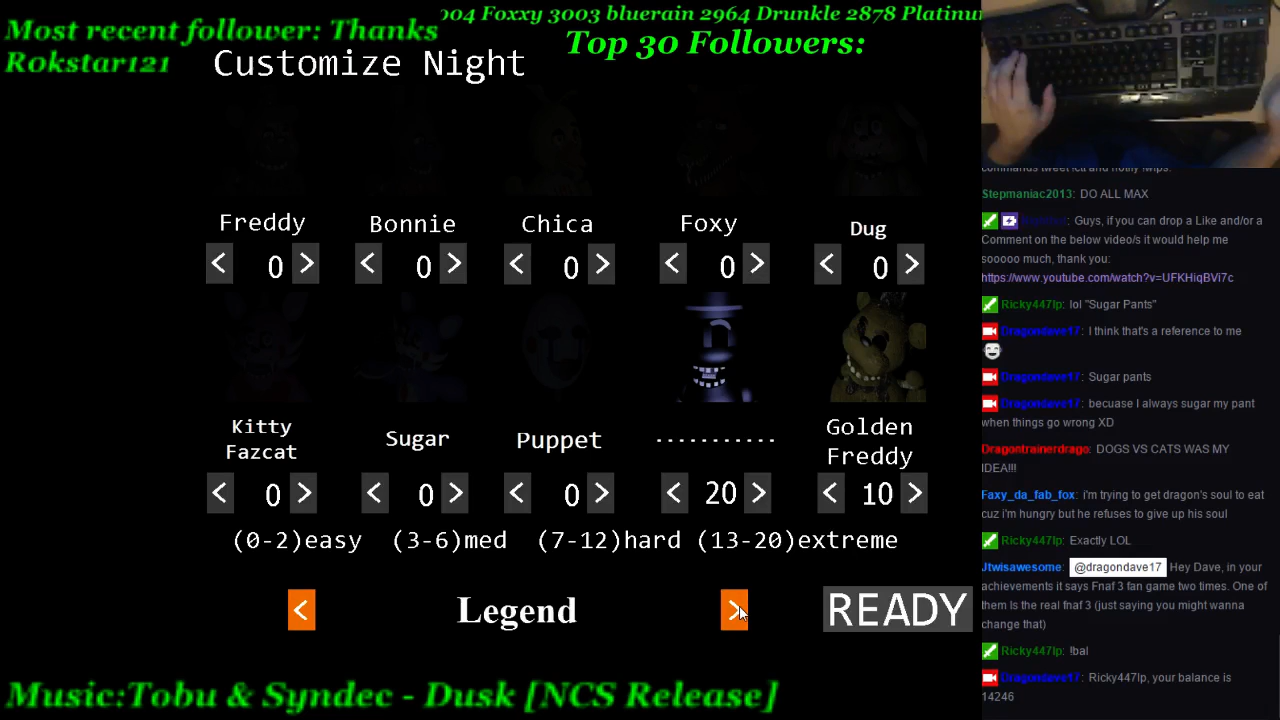 Most recent follower: Thanks
Rokstar121
004 Foxxy 3003 bluerain 2964 Drunkle 2878 Platinu
Top 30 Followers:
Customize Night
Freddy
Bonnie
Chica
Foxy
Dug
< 0 >
< 0 >
< 0 >
< 0 >
< 0 >
Kitty
Fazcat
Sugar
Puppet
-----------
Golden
Freddy
< 0 >
< 0 >
< 0 >
< 20 >
< 10 >
(0-2)easy (3-6)med (7-12)hard (13-20)extreme
< Legend >
READY
Music:Tobu & Syndec - Dusk [NCS Release]
commands tweet !ctt and notify !wips.
Stepmaniac2013: DO ALL MAX
: Guys, if you can drop a Like and/or a
Comment on the below video/s it would help me
sooooo much, thank you:
https://www.youtube.com/watch?v=UFKHiqBVi7c
Ricky447lp: lol "Sugar Pants"
Dragondave17: I think that's a reference to me
Dragondave17: Sugar pants
Dragondave17: becuase I always sugar my pant
when things go wrong XD
Dragontrainerdrago: DOGS VS CATS WAS MY
IDEA!!!
Faxy_da_fab_fox: i'm trying to get dragon's soul to eat
cuz i'm hungry but he refuses to give up his soul
Ricky447lp: Exactly LOL
Jtwisawesome: @dragondave17 Hey Dave, in your
achievements it says Fnaf 3 fan game two times. One of
them Is the real fnaf 3 (just saying you might wanna
change that)
Ricky447lp: !bal
Dragondave17: Ricky447lp, your balance is
14246